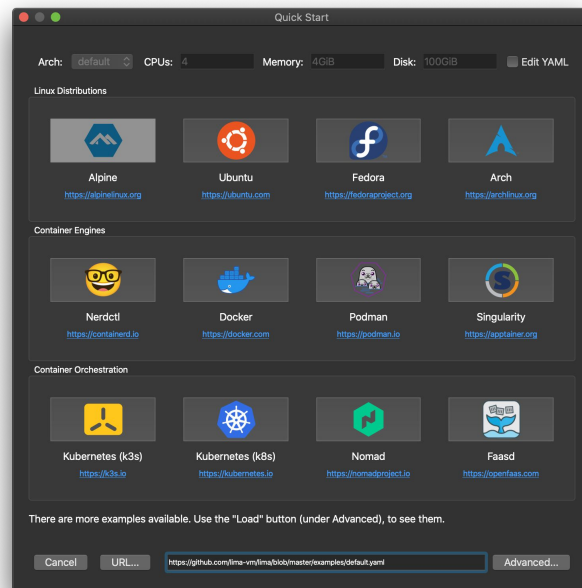 Quick Start
Arch: default CPUs: 4 Memory: 4GiB Disk: 100GiB Edit YAML
Linux Distributions
Alpine Ubuntu Fedora Arch
https://alpinelinux.org https://ubuntu.com https://fedoraproject.org https://archlinux.org
Container Engines
Nerdctl Docker Podman Singularity
https://containerd.io https://docker.com https://podman.io https://apptainer.org
Container Orchestration
Kubernetes (k3s) Kubernetes (k8s) Nomad Faasd
https://k3s.io https://kubernetes.io https://nomadproject.io https://openfaas.com
There are more examples available. Use the "Load" button (under Advanced), to see them.
Cancel URL... https://github.com/lima-vm/lima/blob/master/examples/default.yaml Advanced...